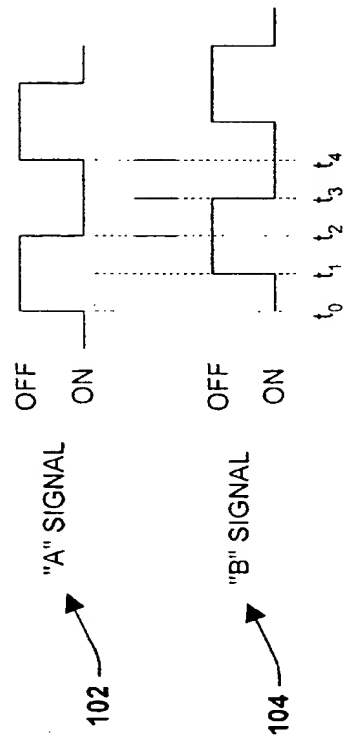 OFF
"A" SIGNAL
ON
102
OFF
"B" SIGNAL
ON
104
t0 t1 t2 t3 t4